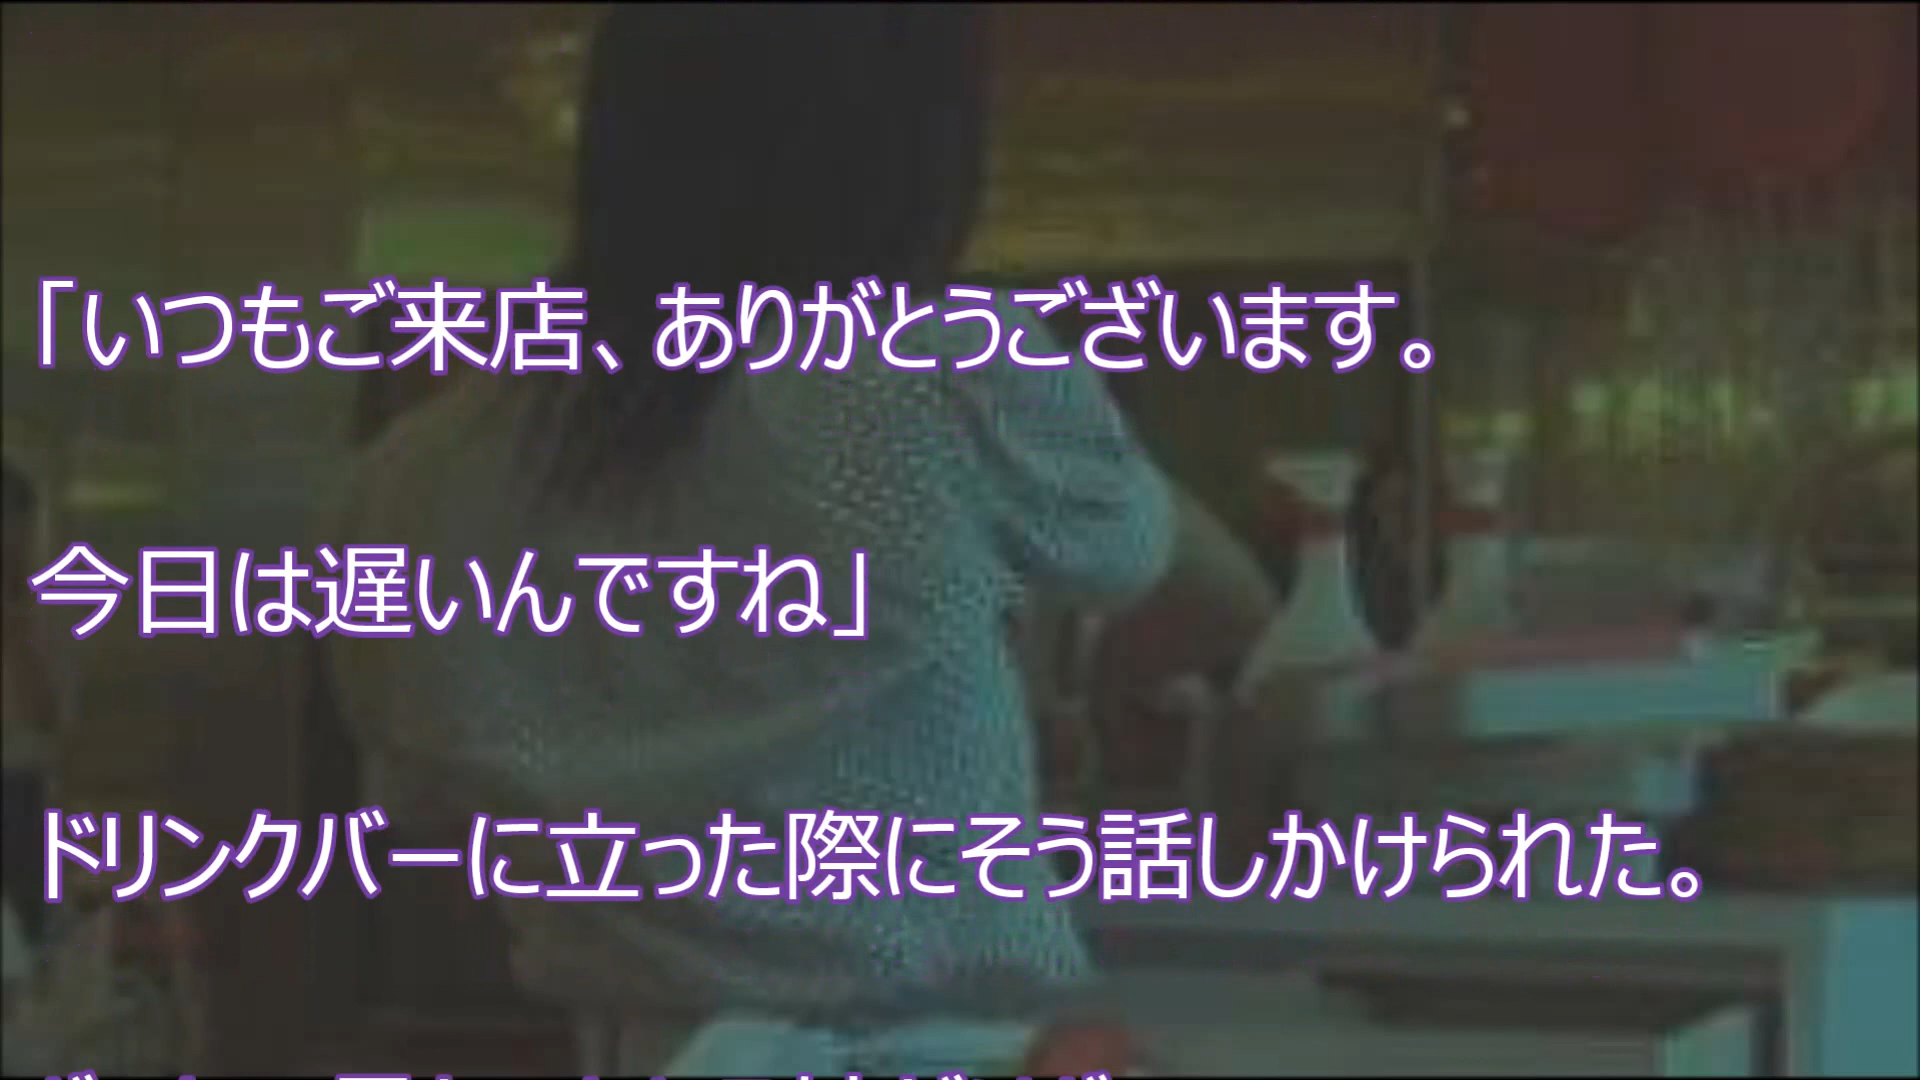 「いつもご来店、ありがとうございます。
今日は遅いんですね」
ドリンクバーに立った際にそう話しかけられた。